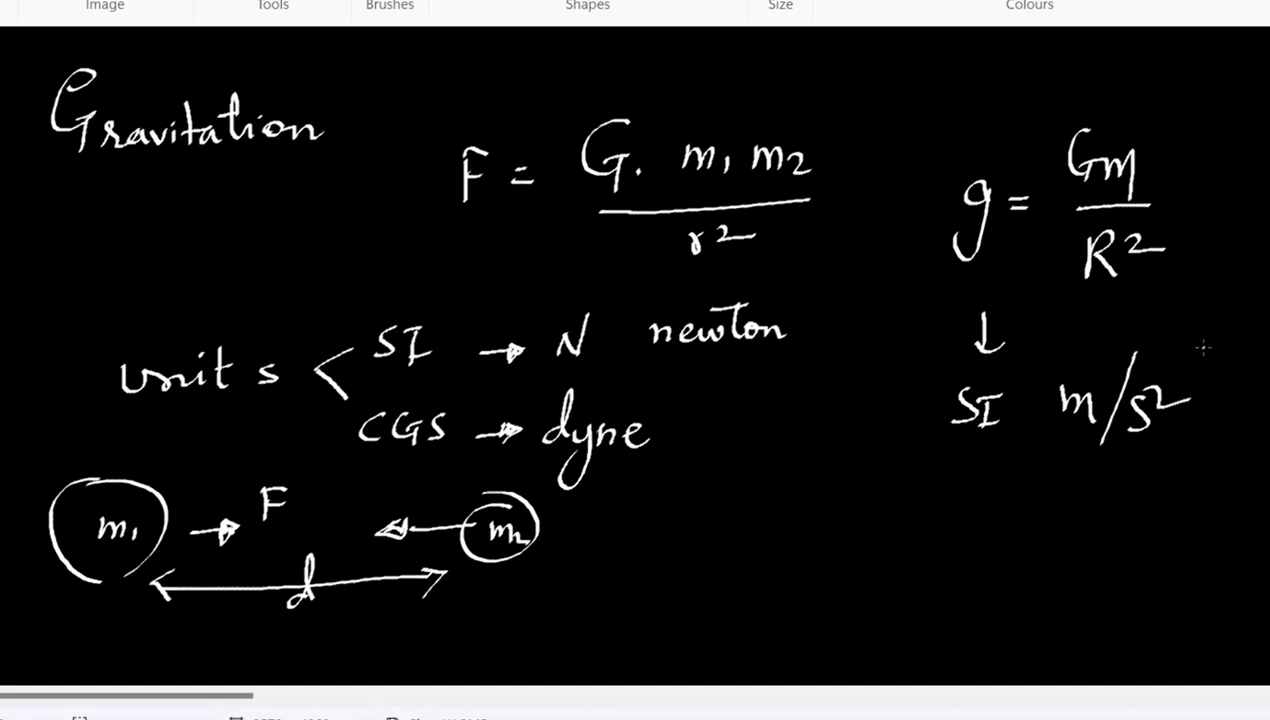 Image Tools Brushes Shapes Size Colours
Gravitation
F = G. m1 m2 / r2
g = Gm / R2
units < SI → N newton
CGS → dyne
↓
SI m/s2
m1 → F ← m2
d